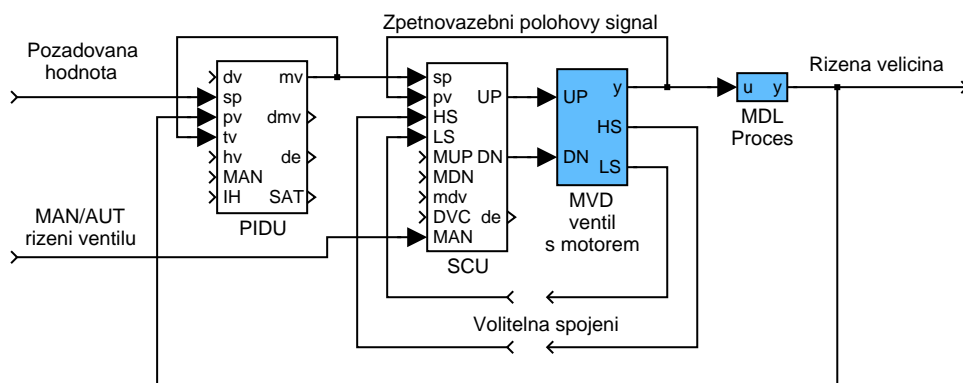 Zpetnovazebni polohovy signal
Pozadovana
hodnota
Rizena velicina
dv
mv
sp
pv
dmv
tv
hv
de
MAN
IH
SAT
PIDU
sp
pv
UP
HS
LS
MUP
DN
MDN
mdv
DVC
de
MAN
SCU
UP
y
HS
DN
LS
MVD
ventil
s motorem
u
y
MDL
Proces
MAN/AUT
rizeni ventilu
Volitelna spojeni